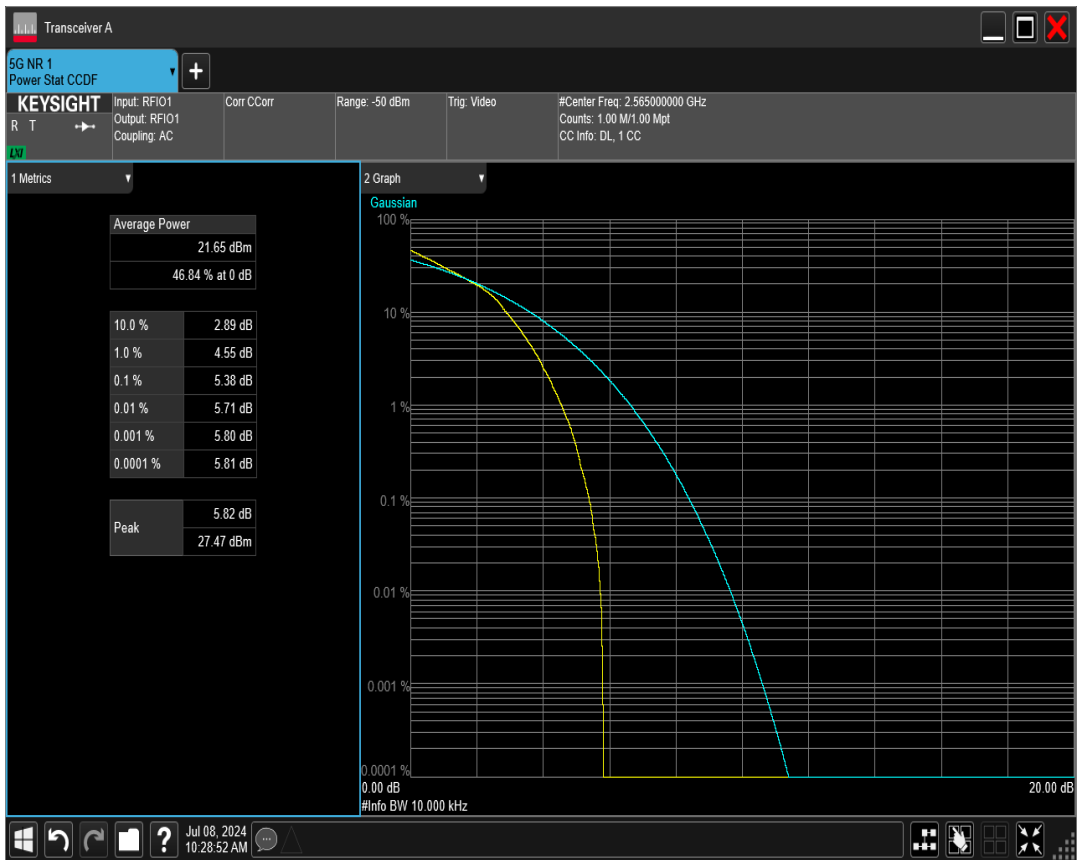 Transceiver A
5G NR 1
Power Stat CCDF
+
KEYSIGHT
R T
LXI
Input: RFIO1
Output: RFIO1
Coupling: AC
Corr CCorr
Range: -50 dBm
Trig: Video
#Center Freq: 2.565000000 GHz
Counts: 1.00 M/1.00 Mpt
CC Info: DL, 1 CC
1 Metrics
Average Power
21.65 dBm
46.84 % at 0 dB
10.0 % 2.89 dB
1.0 % 4.55 dB
0.1 % 5.38 dB
0.01 % 5.71 dB
0.001 % 5.80 dB
0.0001 % 5.81 dB
Peak
5.82 dB
27.47 dBm
2 Graph
Gaussian
100 %
10 %
1 %
0.1 %
0.01 %
0.001 %
0.0001 %
0.00 dB 20.00 dB
#Info BW 10.000 kHz
?
Jul 08, 2024
10:28:52 AM